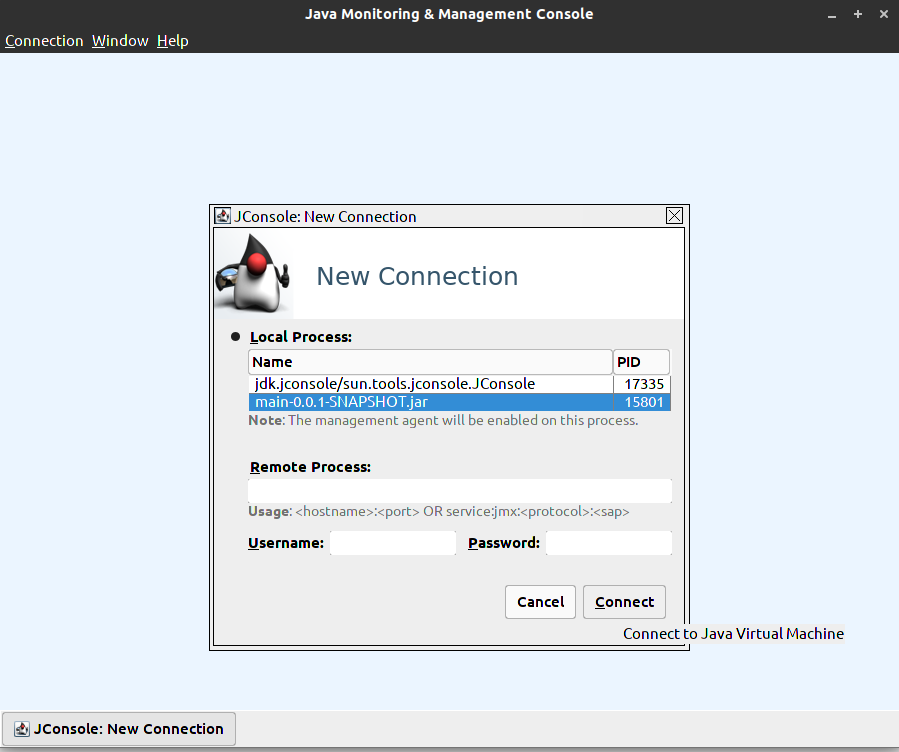 Java Monitoring & Management Console
Connection Window Help
JConsole: New Connection
New Connection
Local Process:
Name PID
jdk.jconsole/sun.tools.jconsole.JConsole 17335
main-0.0.1-SNAPSHOT.jar 15801
Note: The management agent will be enabled on this process.
Remote Process:
Usage: <hostname>:<port> OR service:jmx:<protocol>:<sap>
Username: Password:
Cancel Connect
Connect to Java Virtual Machine
JConsole: New Connection